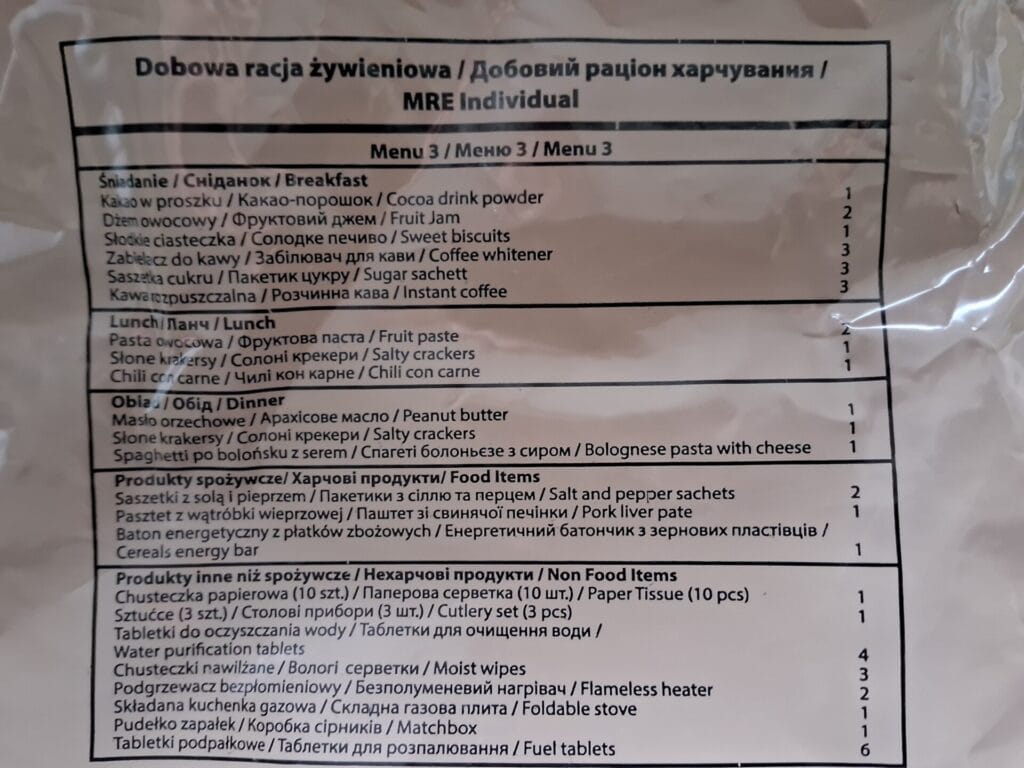 Dobowa racja żywieniowa / Добовий раціон харчування /
MRE Individual
Menu 3 / Меню 3 / Menu 3
Śniadanie / Сніданок / Breakfast
Kakao w proszku / Какао-порошок / Cocoa drink powder 1
Dżem owocowy / Фруктовий джем / Fruit Jam 2
Słodkie ciasteczka / Солодке печиво / Sweet biscuits 1
Zabielacz do kawy / Забілювач для кави / Coffee whitener 3
Saszetka cukru / Пакетик цукру / Sugar sachett 3
Kawa rozpuszczalna / Розчинна кава / Instant coffee 3
Lunch / Ланч / Lunch
Pasta owocowa / Фруктова паста / Fruit paste 2
Słone krakersy / Солоні крекери / Salty crackers 1
Chili con carne / Чилі кон карне / Chili con carne 1
Obiad / Обід / Dinner
Masło orzechowe / Арахісове масло / Peanut butter 1
Słone krakersy / Солоні крекери / Salty crackers 1
Spaghetti po bolońsku z serem / Спагеті болоньєзе з сиром / Bolognese pasta with cheese 1
Produkty spożywcze/ Харчові продукти/ Food Items
Saszetki z solą i pieprzem / Пакетики з сіллю та перцем / Salt and pepper sachets 2
Pasztet z wątróbki wieprzowej / Паштет зі свинячої печінки / Pork liver pate 1
Baton energetyczny z płatków zbożowych / Енергетичний батончик з зернових пластівців /
Cereals energy bar 1
Produkty inne niż spożywcze / Нехарчові продукти / Non Food Items
Chusteczka papierowa (10 szt.) / Паперова серветка (10 шт.) / Paper Tissue (10 pcs) 1
Sztućce (3 szt.) / Столові прибори (3 шт.) / Cutlery set (3 pcs) 1
Tabletki do oczyszczania wody / Таблетки для очищення води /
Water purification tablets 4
Chusteczki nawilżane / Вологі серветки / Moist wipes 3
Podgrzewacz bezpłomieniowy / Безполуменевий нагрівач / Flameless heater 2
Składana kuchenka gazowa / Складна газова плита / Foldable stove 1
Pudełko zapałek / Коробка сірників / Matchbox 1
Tabletki podpałkowe / Таблетки для розпалювання / Fuel tablets 6